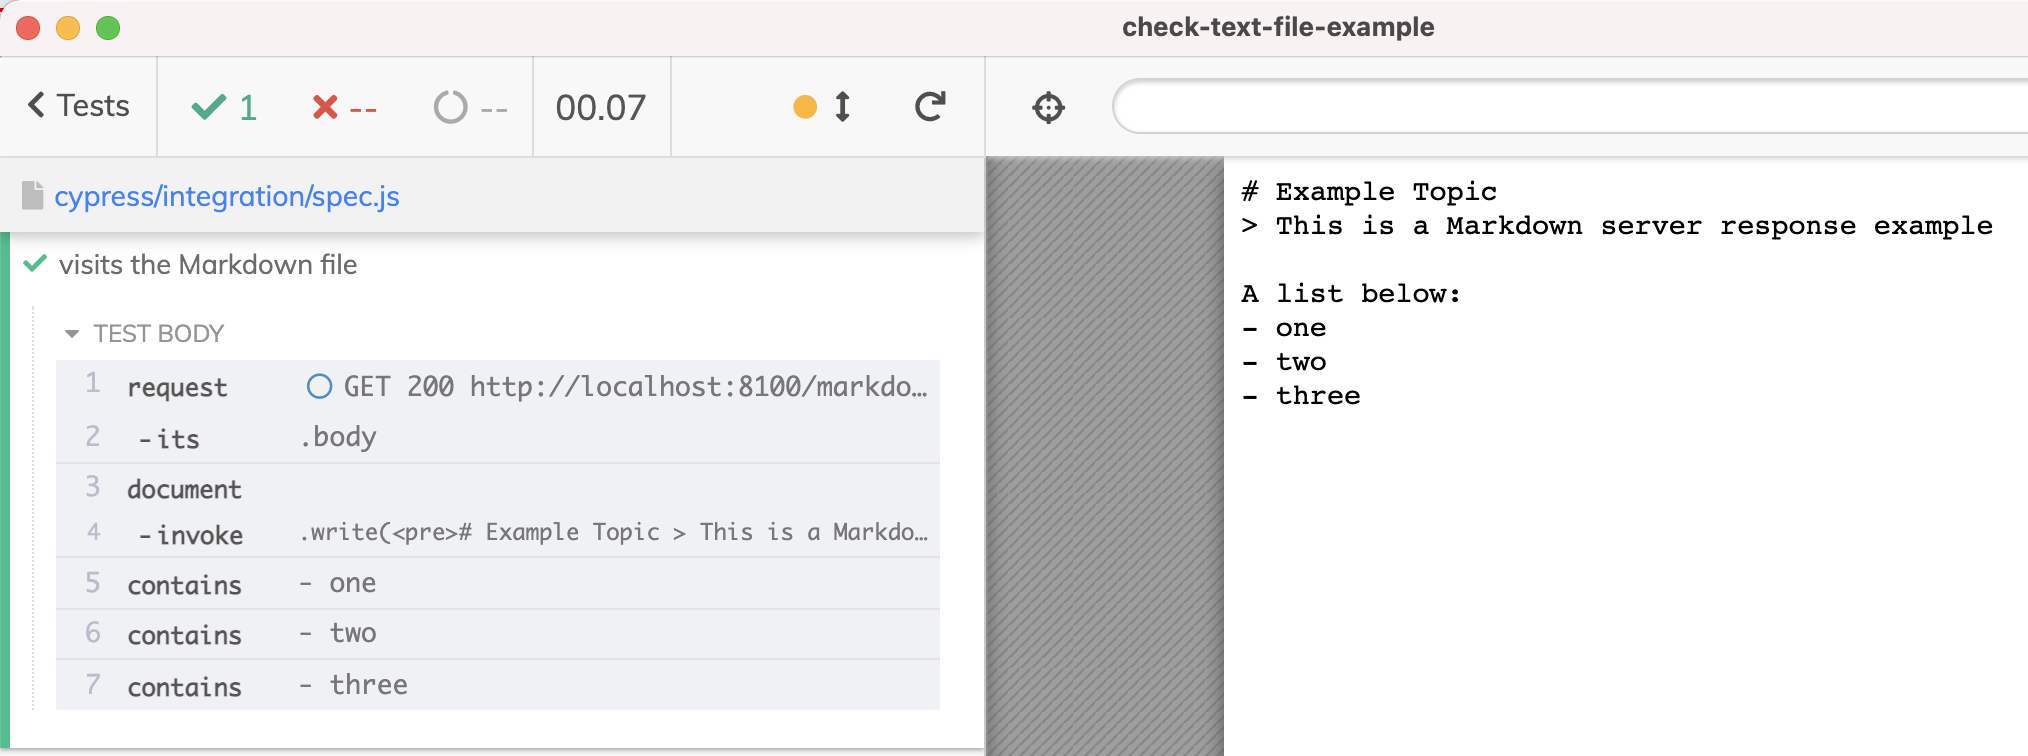 check-text-file-example
Tests 1 -- -- 00.07
cypress/integration/spec.js
visits the Markdown file
TEST BODY
1 request GET 200 http://localhost:8100/markdo…
2 -its .body
3 document
4 -invoke .write(<pre># Example Topic > This is a Markdo…
5 contains - one
6 contains - two
7 contains - three
# Example Topic
> This is a Markdown server response example
A list below:
- one
- two
- three